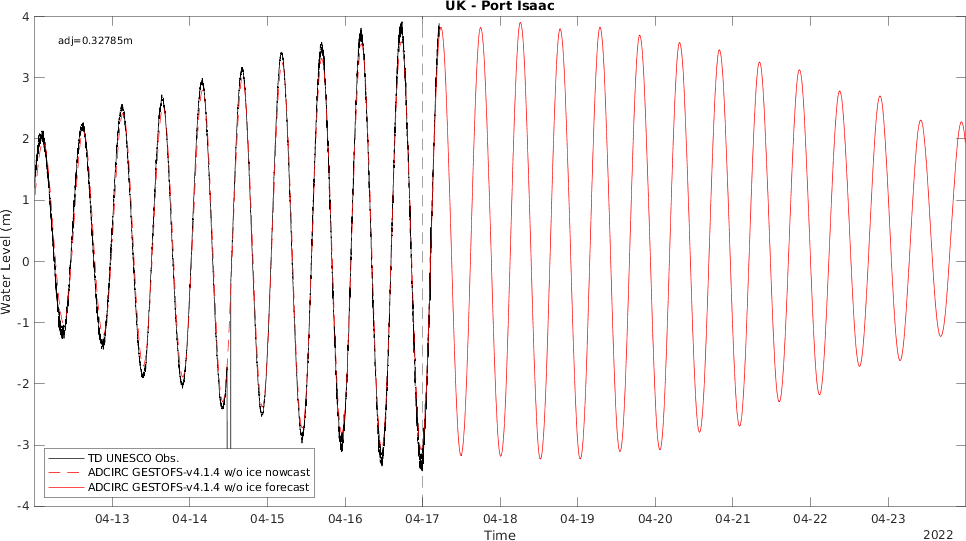 UK - Port Isaac
adj=0.32785m
Water Level (m)
4
3
2
1
0
-1
-2
-3
-4
TD UNESCO Obs.
ADCIRC GESTOFS-v4.1.4 w/o ice nowcast
ADCIRC GESTOFS-v4.1.4 w/o ice forecast
04-13 04-14 04-15 04-16 04-17 04-18 04-19 04-20 04-21 04-22 04-23
Time
2022